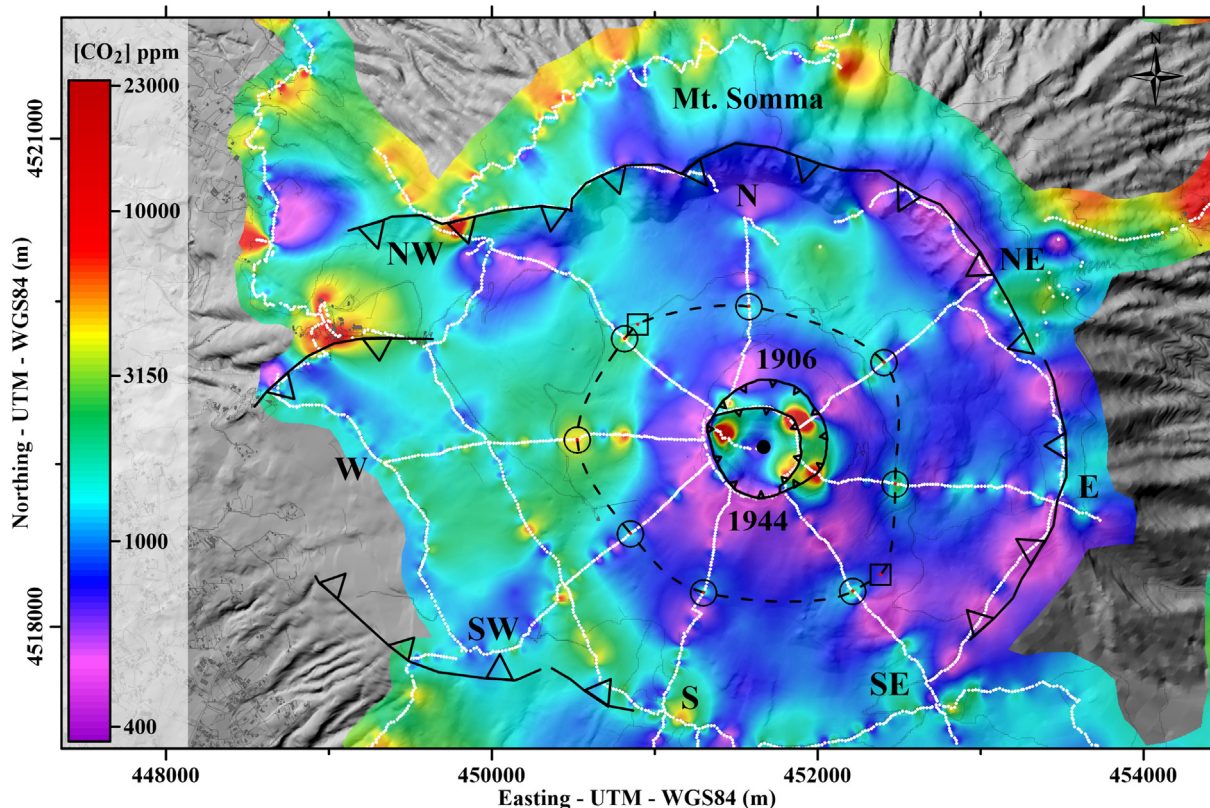 [CO2] ppm
23000
10000
3150
1000
400
N
Mt. Somma
N
NW
NE
1906
W
E
1944
SW
SE
S
4521000
4518000
Northing - UTM - WGS84 (m)
448000
450000
452000
454000
Easting - UTM - WGS84 (m)